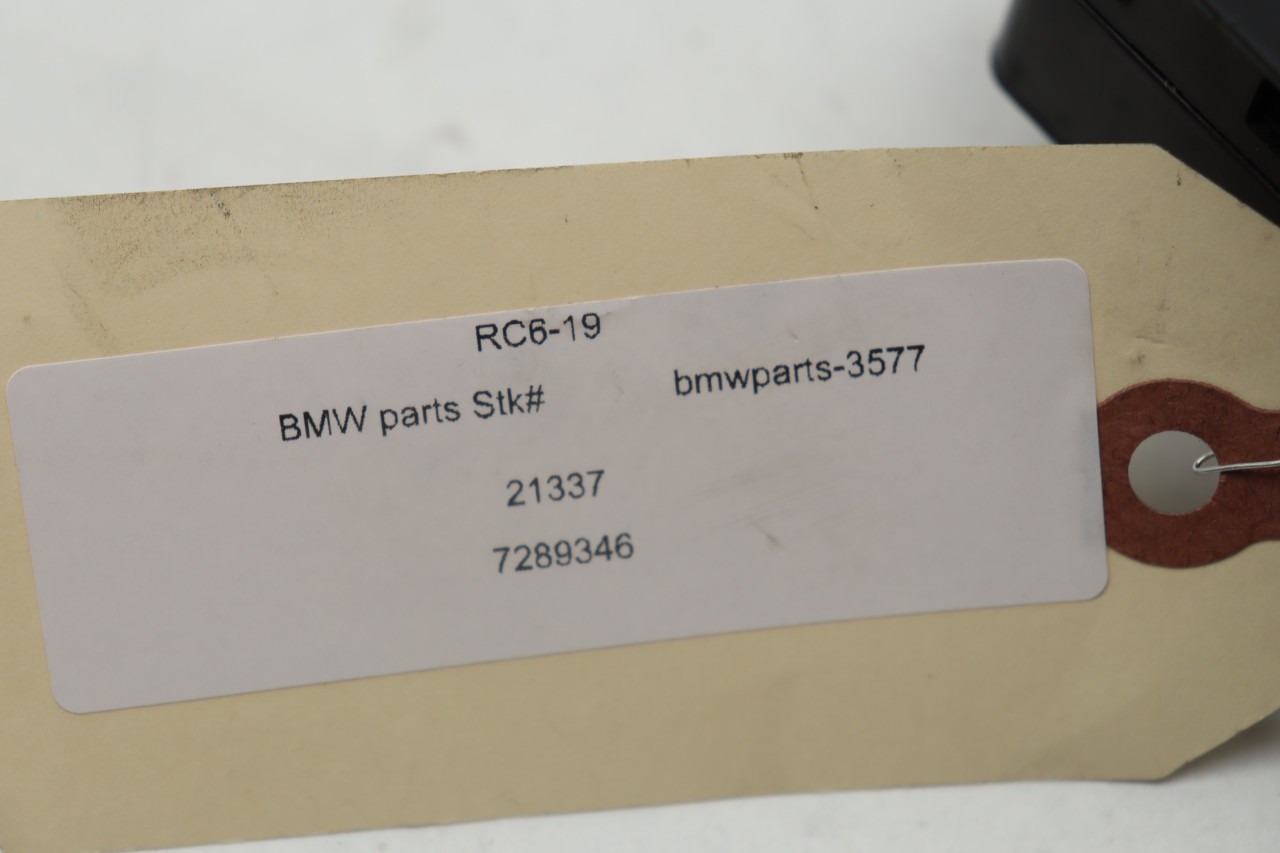 RC6-19
BMW parts Stk# bmwparts-3577
21337
7289346